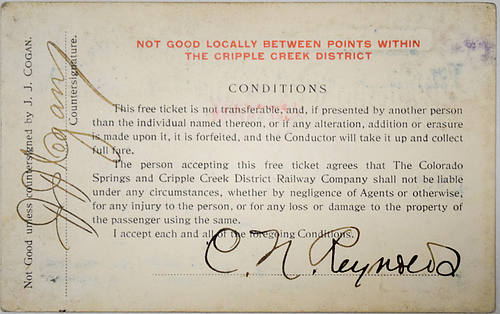 NOT GOOD LOCALLY BETWEEN POINTS WITHIN
THE CRIPPLE CREEK DISTRICT
CONDITIONS
This free ticket is not transferable, and, if presented by another person
than the individual named thereon, or if any alteration, addition or erasure
is made upon it, it is forfeited, and the Conductor will take it up and collect
full fare.
The person accepting this free ticket agrees that The Colorado
Springs and Cripple Creek District Railway Company shall not be liable
under any circumstances, whether by negligence of Agents or otherwise,
for any injury to the person, or for any loss or damage to the property of
the passenger using the same.
I accept each and all of the foregoing Conditions.
C. N. Reynolds
Not Good unless countersigned by J. J. COGAN.
J J Cogan
Countersignature.